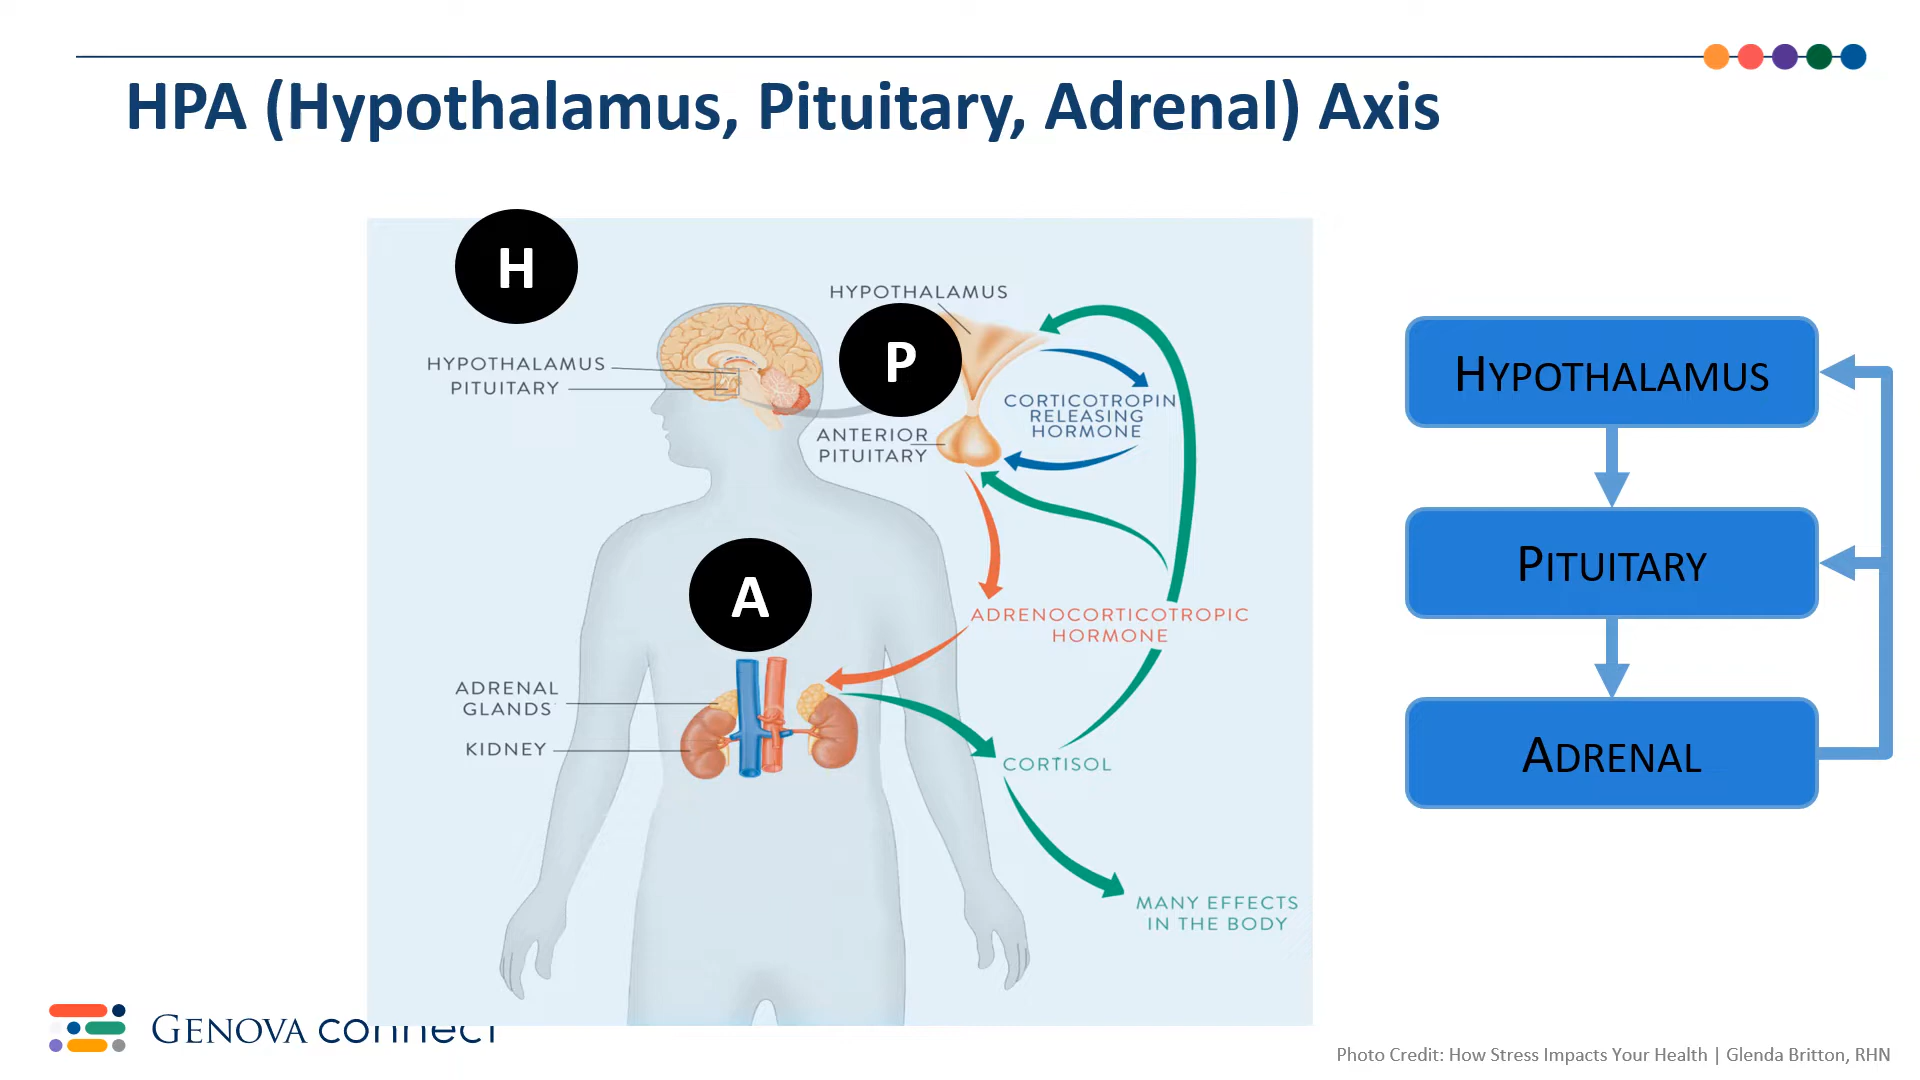 HPA (Hypothalamus, Pituitary, Adrenal) Axis
H
HYPOTHALAMUS
PITUITARY
HYPOTHALAMUS
P
CORTICOTROPIN
RELEASING
HORMONE
ANTERIOR
PITUITARY
A
ADRENOCORTICOTROPIC
HORMONE
ADRENAL
GLANDS
KIDNEY
CORTISOL
MANY EFFECTS
IN THE BODY
HYPOTHALAMUS
PITUITARY
ADRENAL
GENOVA connect
Photo Credit: How Stress Impacts Your Health | Glenda Britton, RHN